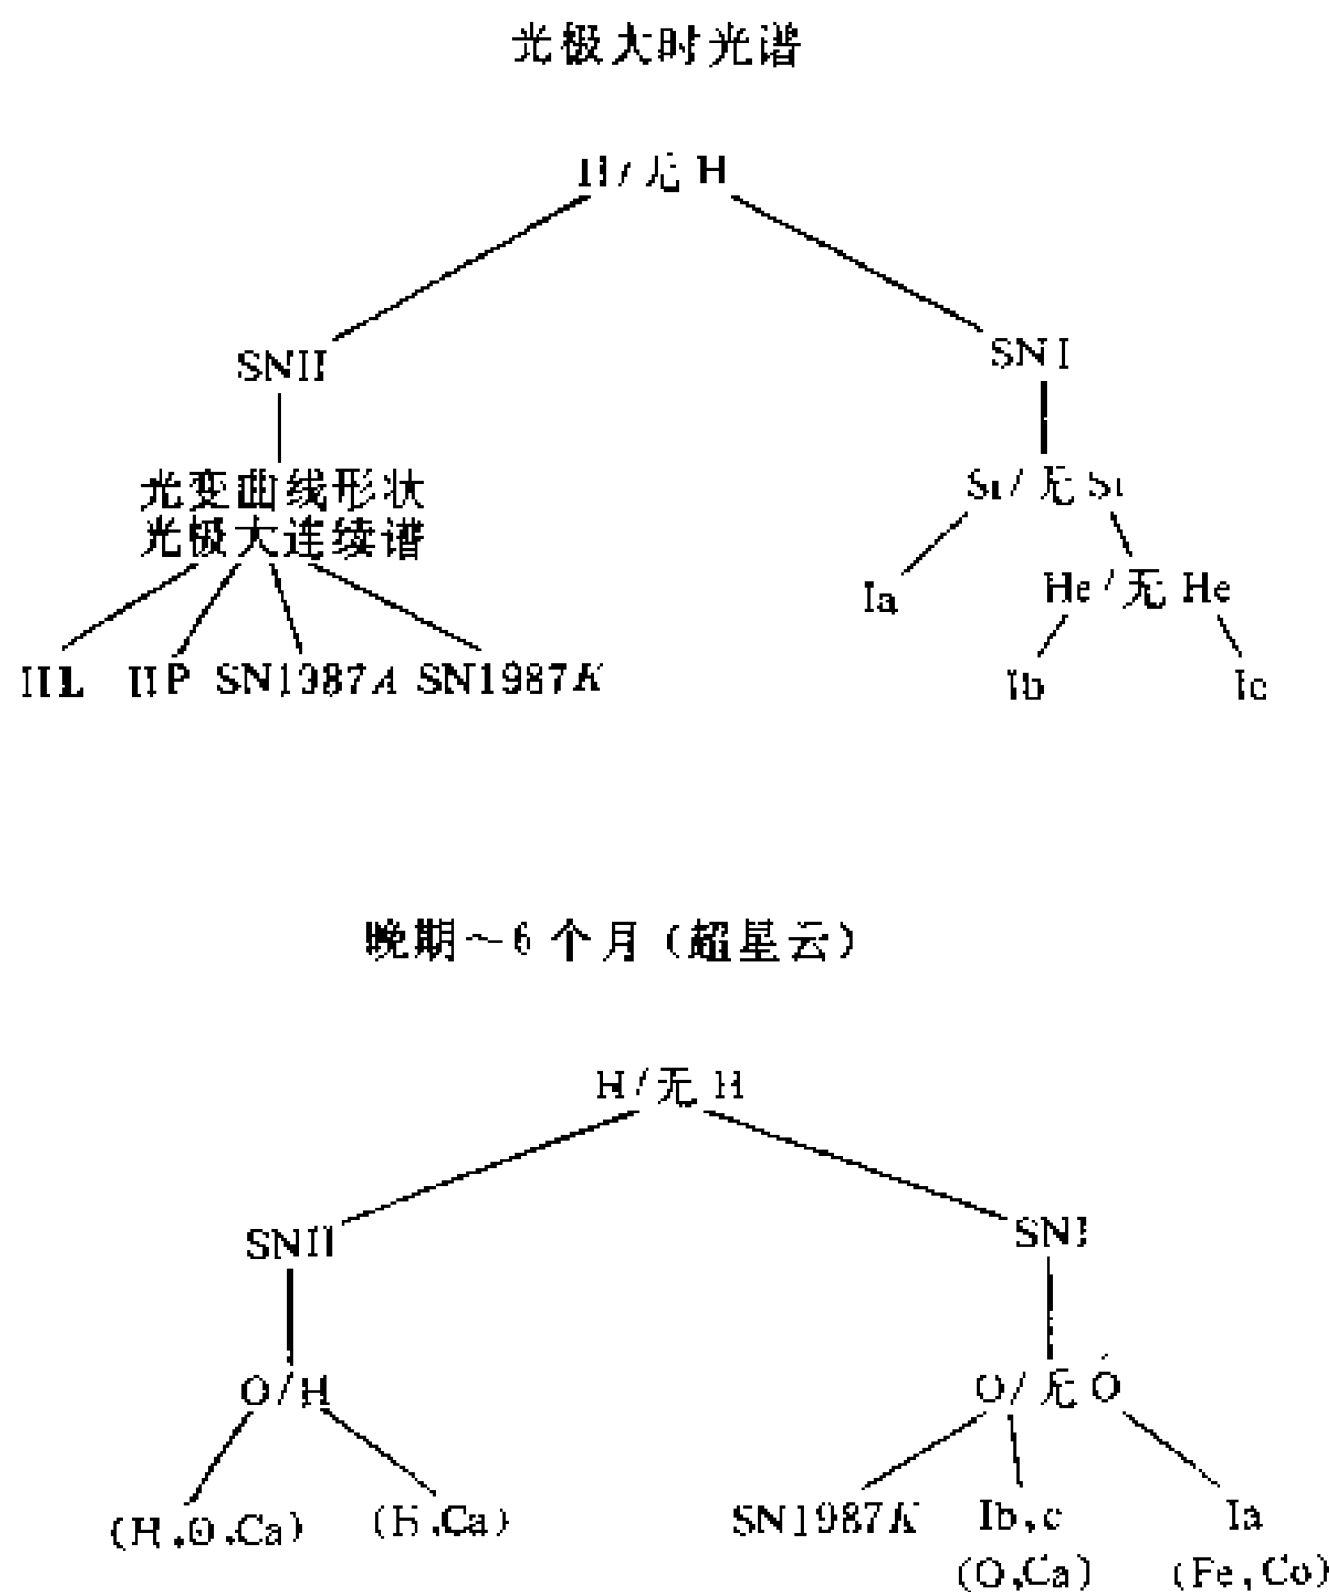 光极大时光谱
H/无H
SNII SNI
光变曲线形状 Si/无Si
光极大连续谱
Ia He/无He
IIL IIP SN1987A SN1987K Ib Ic
晚期~6个月(超星云)
H/无H
SNII SNI
O/H O/无O
(H,O,Ca) (H,Ca) SN1987K Ib,c Ia
(O,Ca) (Fe,Co)